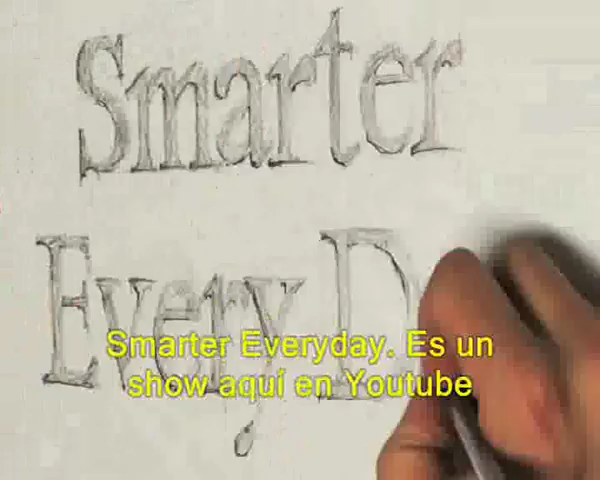 Smarter
Every D
Smarter Everyday. Es un
show aquí en Youtube